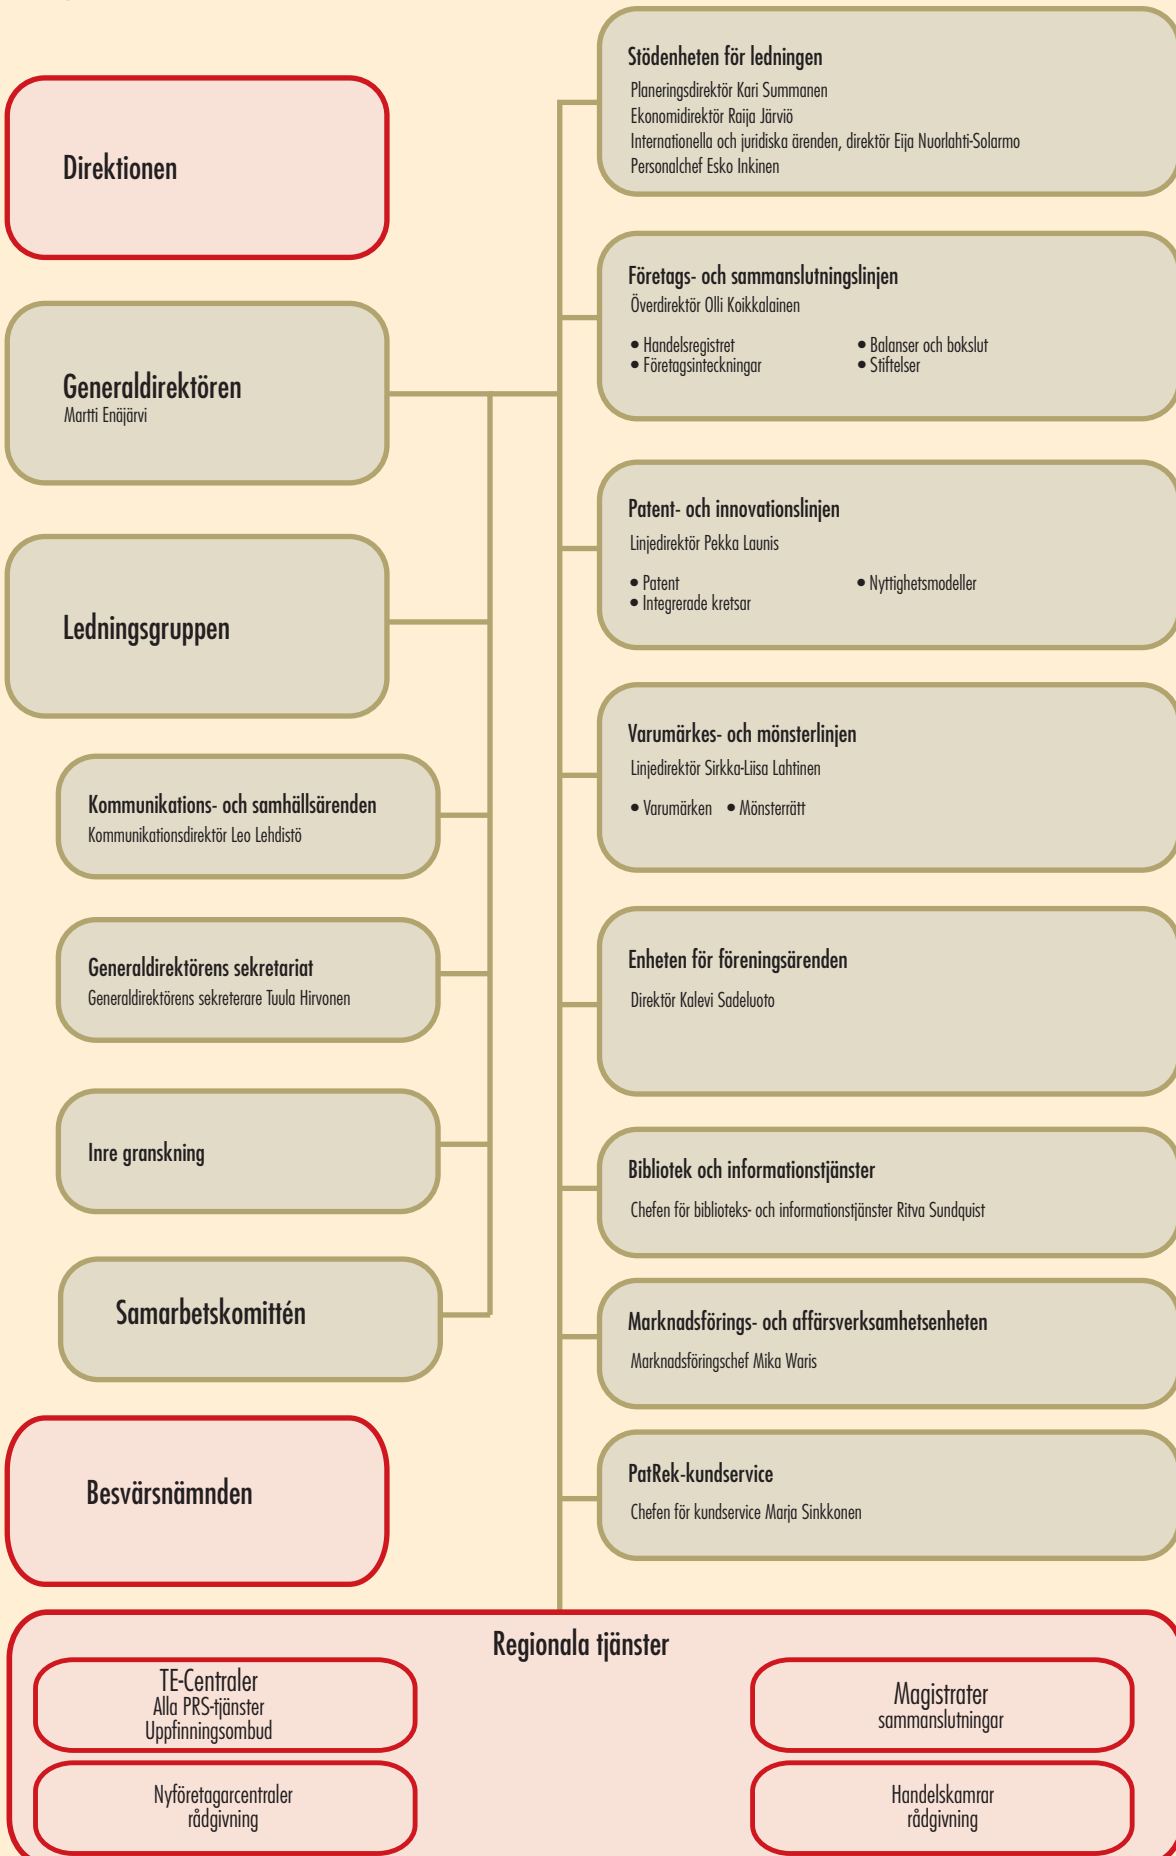 Direktionen
Generaldirektören
Martti Enäjärvi
Ledningsgruppen
Kommunikations- och samhällsärenden
Kommunikationsdirektör Leo Lehdistö
Generaldirektörens sekretariat
Generaldirektörens sekreterare Tuula Hirvonen
Inre granskning
Samarbetskomittén
Besvärsnämnden
Stödenheten för ledningen
Planeringsdirektör Kari Summanen
Ekonomidirektör Raija Järviö
Internationella och juridiska ärenden, direktör Eija Nuorlahti-Solarmo
Personalchef Esko Inkinen
Företags- och sammanslutningslinjen
Överdirektör Olli Koikkalainen
• Handelsregistret
• Företagsinteckningar
• Balanser och bokslut
• Stiftelser
Patent- och innovationslinjen
Linjedirektör Pekka Launis
• Patent
• Integrerade kretsar
• Nyttighetsmodeller
Varumärkes- och mönsterlinjen
Linjedirektör Sirkka-Liisa Lahtinen
• Varumärken • Mönsterrätt
Enheten för föreningsärenden
Direktör Kalevi Sadeluoto
Bibliotek och informationstjänster
Chefen för biblioteks- och informationstjänster Ritva Sundquist
Marknadsförings- och affärsverksamhetsenheten
Marknadsföringschef Mika Waris
PatRek-kundservice
Chefen för kundservice Marja Sinkkonen
Regionala tjänster
TE-Centraler
Alla PRS-tjänster
Uppfinningsombud
Magistrater
sammanslutningar
Nyföretagarcentraler
rådgivning
Handelskamrar
rådgivning